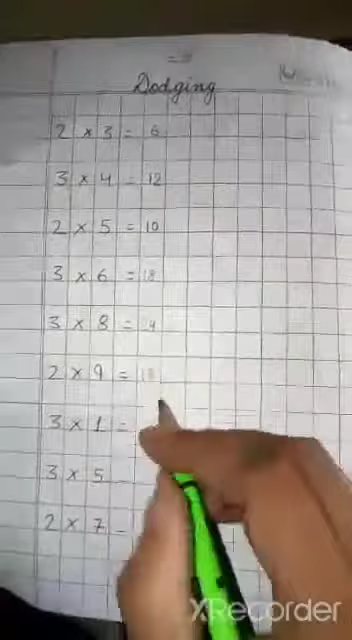 Dodging
2 × 3 = 6
3 × 4 = 12
2 × 5 = 10
3 × 6 = 18
3 × 8 =
2 × 9 = 18
3 × 1 =
3 × 5
2 × 7 =
XRecorder